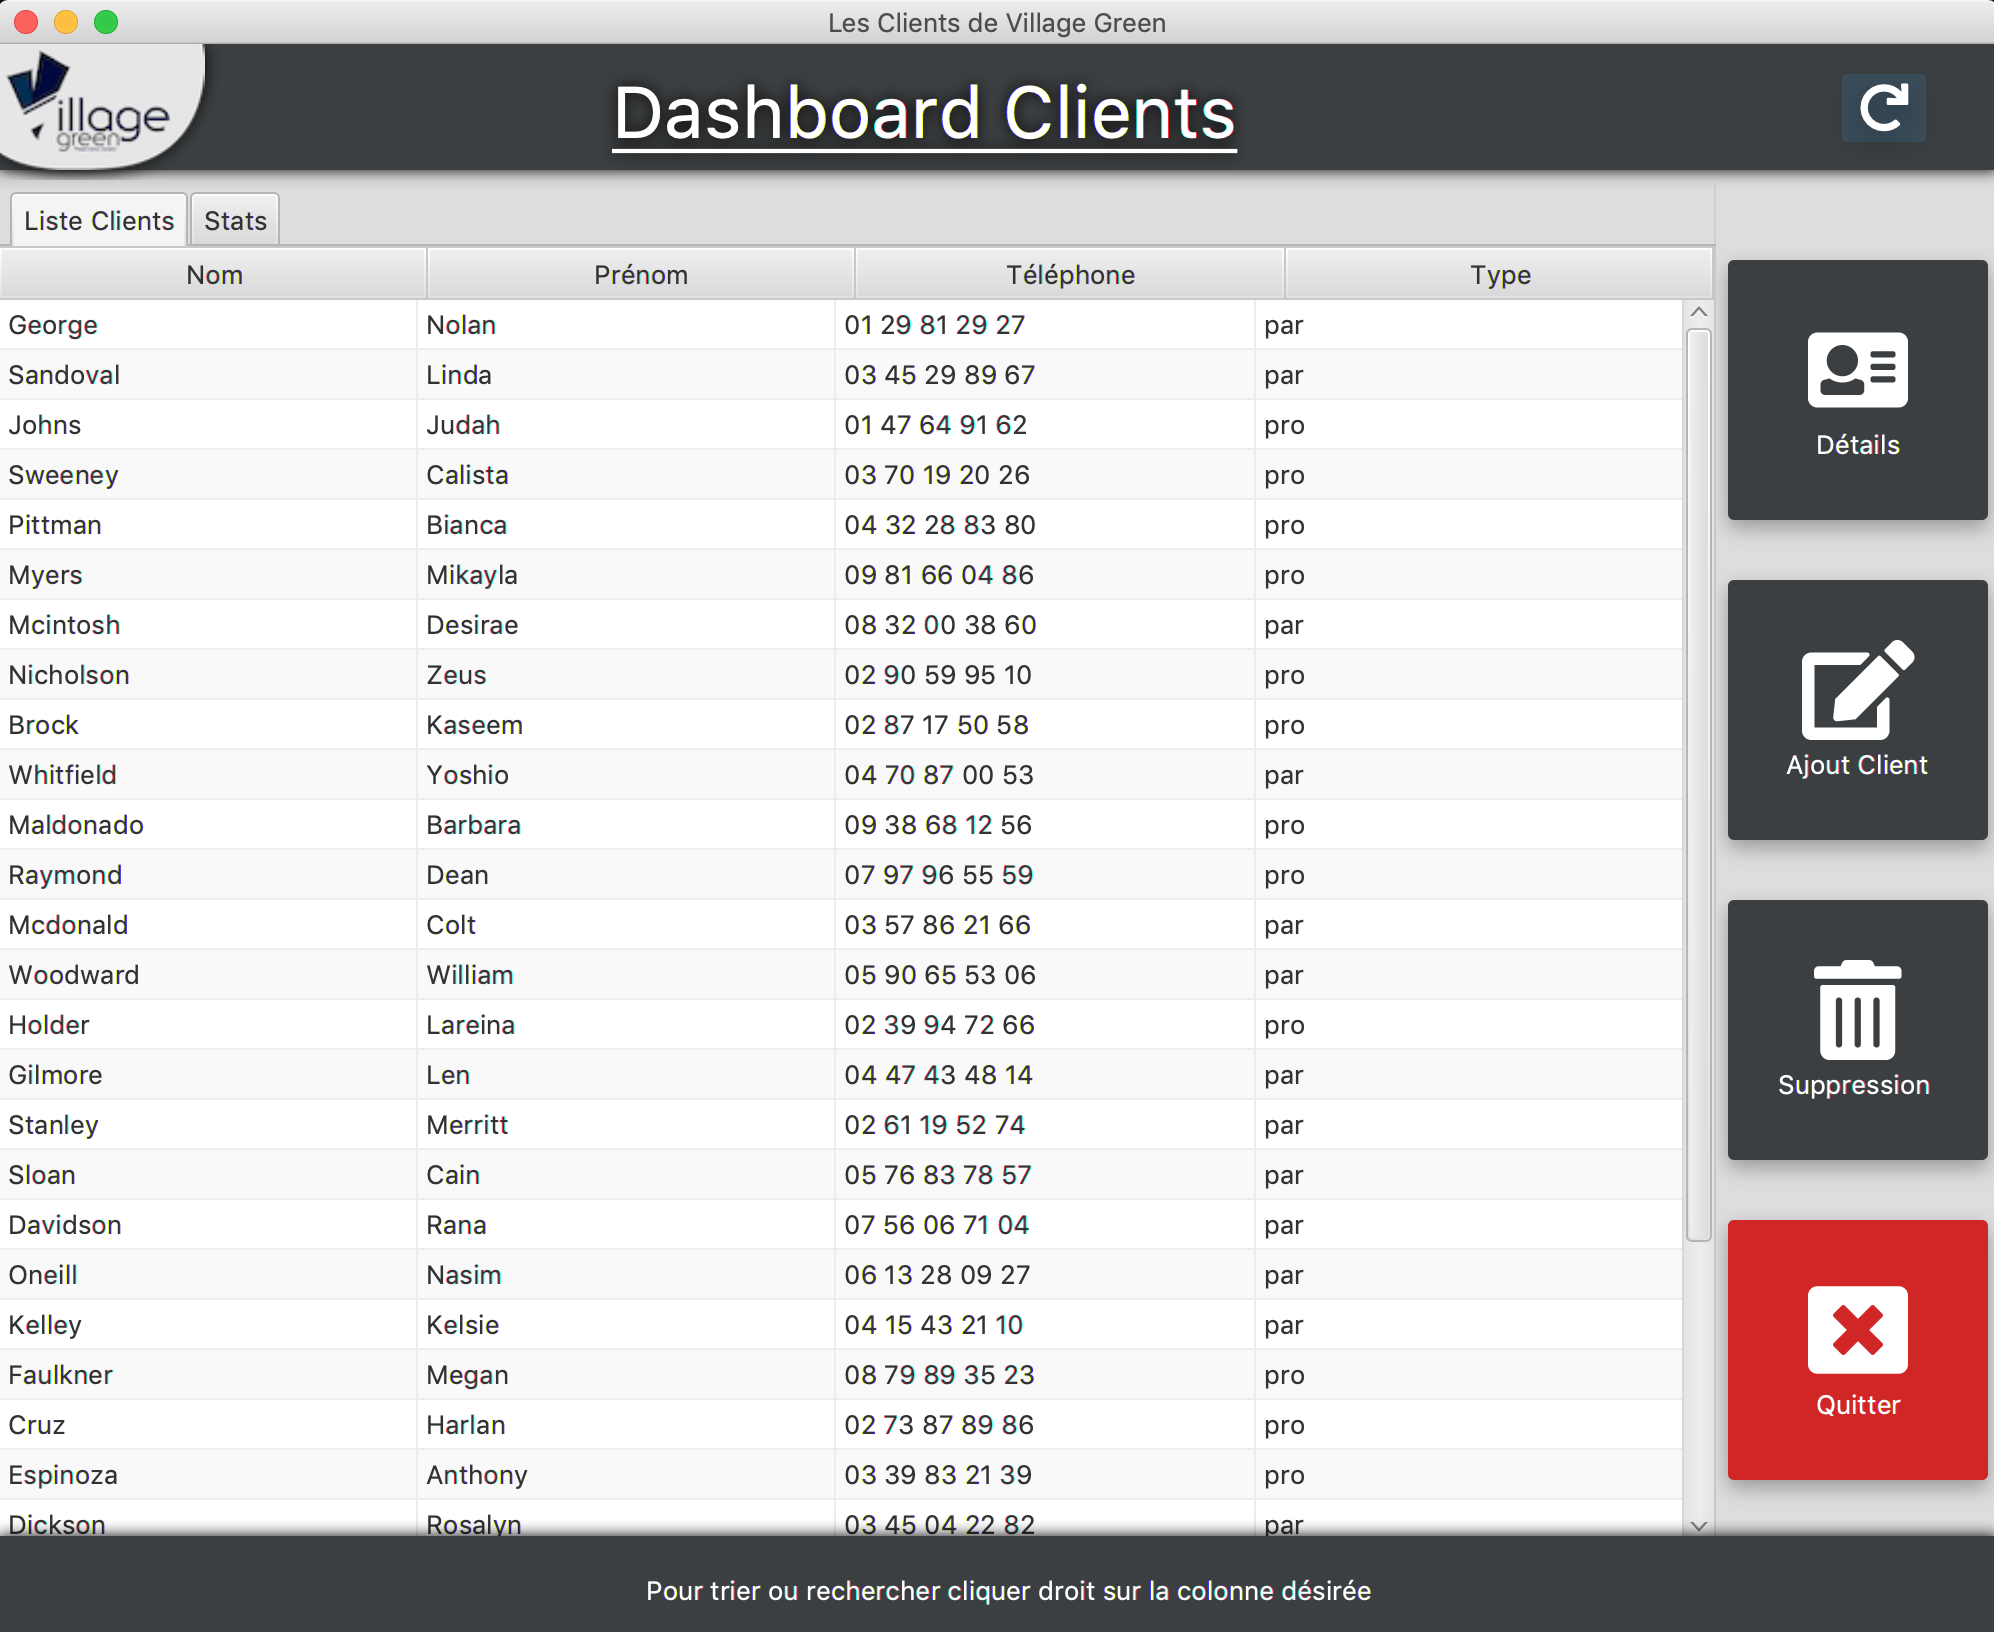 Les Clients de Village Green
illage
green
Dashboard Clients
Liste Clients Stats
Nom Prénom Téléphone Type
George Nolan 01 29 81 29 27 par
Sandoval Linda 03 45 29 89 67 par
Johns Judah 01 47 64 91 62 pro
Sweeney Calista 03 70 19 20 26 pro
Pittman Bianca 04 32 28 83 80 pro
Myers Mikayla 09 81 66 04 86 pro
Mcintosh Desirae 08 32 00 38 60 par
Nicholson Zeus 02 90 59 95 10 pro
Brock Kaseem 02 87 17 50 58 pro
Whitfield Yoshio 04 70 87 00 53 par
Maldonado Barbara 09 38 68 12 56 pro
Raymond Dean 07 97 96 55 59 pro
Mcdonald Colt 03 57 86 21 66 par
Woodward William 05 90 65 53 06 par
Holder Lareina 02 39 94 72 66 pro
Gilmore Len 04 47 43 48 14 par
Stanley Merritt 02 61 19 52 74 par
Sloan Cain 05 76 83 78 57 par
Davidson Rana 07 56 06 71 04 par
Oneill Nasim 06 13 28 09 27 par
Kelley Kelsie 04 15 43 21 10 par
Faulkner Megan 08 79 89 35 23 pro
Cruz Harlan 02 73 87 89 86 pro
Espinoza Anthony 03 39 83 21 39 pro
Dickson Rosalyn 03 45 04 22 82 par
Détails
Ajout Client
Suppression
Quitter
Pour trier ou rechercher cliquer droit sur la colonne désirée